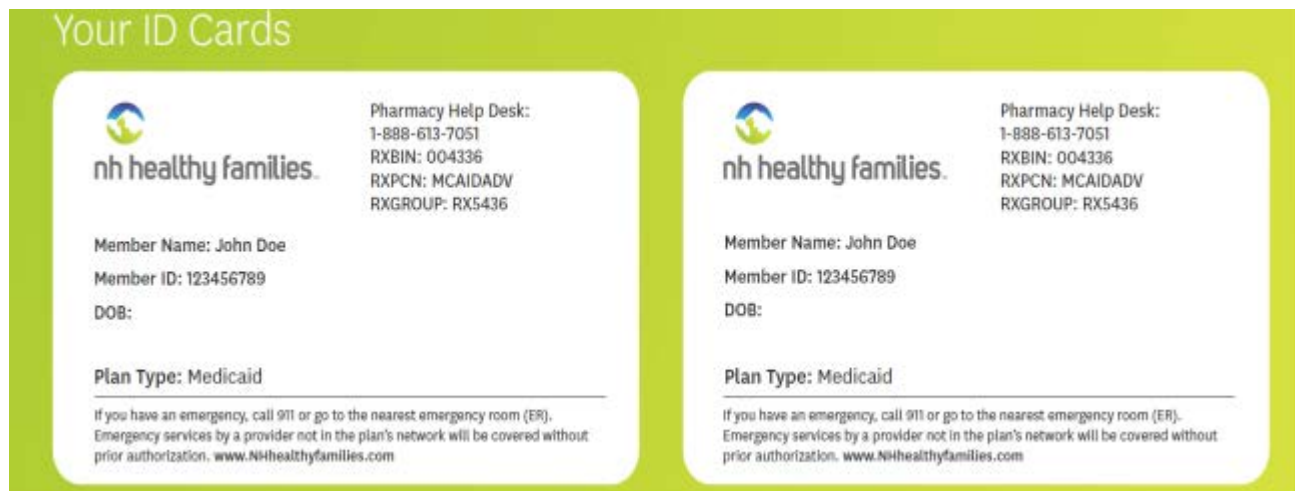 Your ID Cards
nh healthy families.
Pharmacy Help Desk:
1-888-613-7051
RXBIN: 004336
RXPCN: MCAIDADV
RXGROUP: RX5436
Member Name: John Doe
Member ID: 123456789
DOB:
Plan Type: Medicaid
If you have an emergency, call 911 or go to the nearest emergency room (ER).
Emergency services by a provider not in the plan's network will be covered without
prior authorization. www.NHhealthyfamilies.com
nh healthy families.
Pharmacy Help Desk:
1-888-613-7051
RXBIN: 004336
RXPCN: MCAIDADV
RXGROUP: RX5436
Member Name: John Doe
Member ID: 123456789
DOB:
Plan Type: Medicaid
If you have an emergency, call 911 or go to the nearest emergency room (ER).
Emergency services by a provider not in the plan's network will be covered without
prior authorization. www.NHhealthyfamilies.com